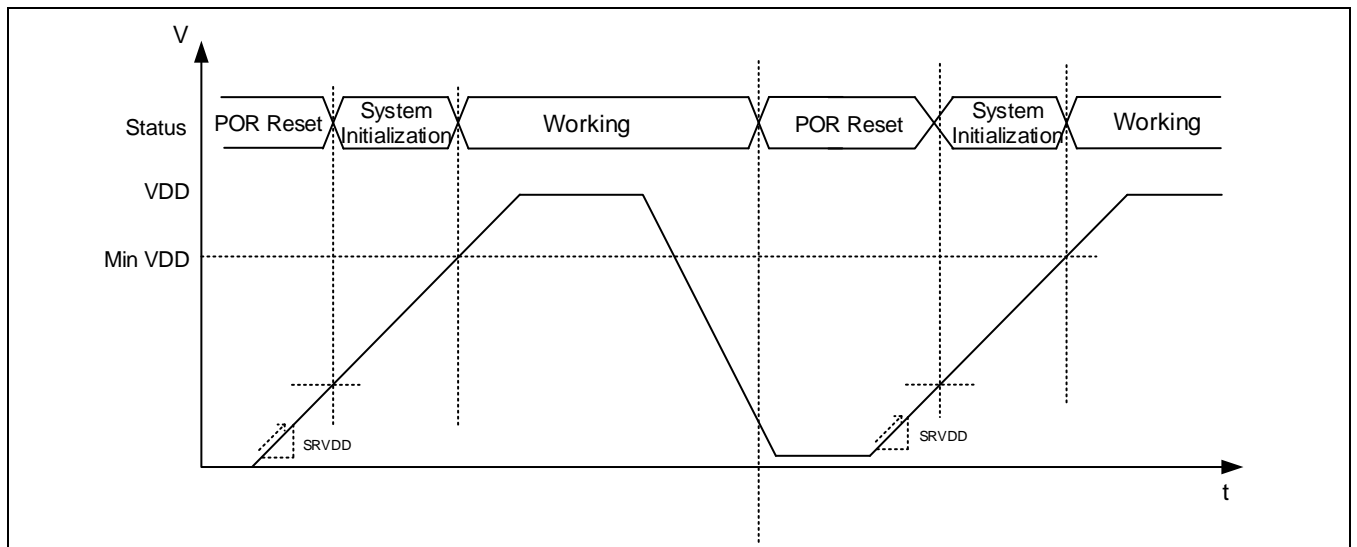 V
Status
POR Reset
System
Initialization
Working
POR Reset
System
Initialization
Working
VDD
Min VDD
SRVDD
SRVDD
t